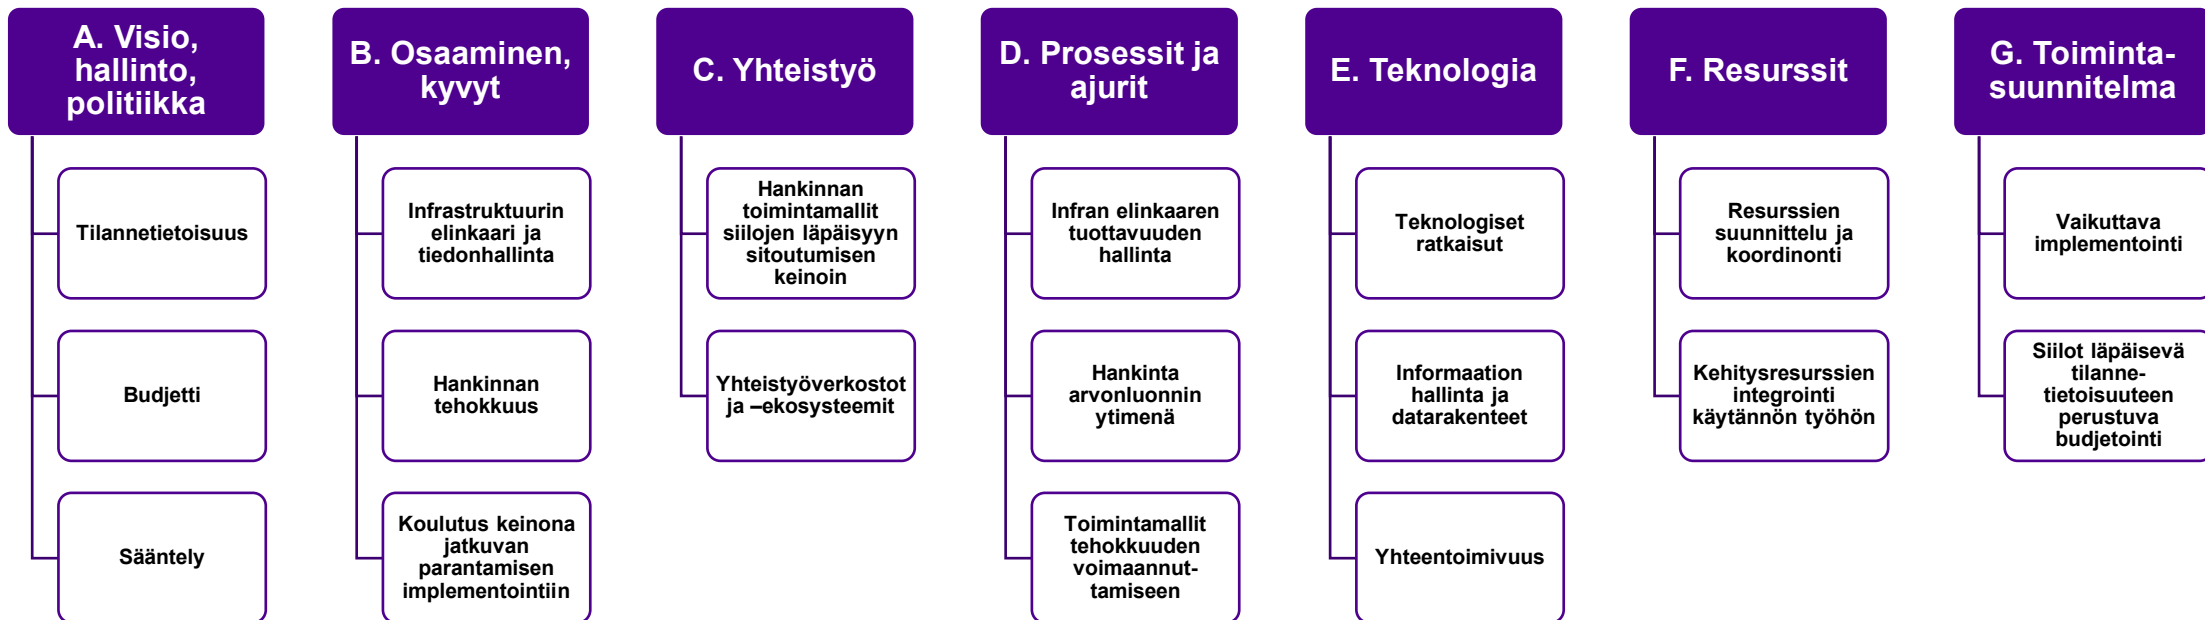 A. Visio,
hallinto,
politiikka
Tilannetietoisuus
Budjetti
Sääntely
B. Osaaminen,
kyvyt
Infrastruktuurin
elinkaari ja
tiedonhallinta
Hankinnan
tehokkuus
Koulutus keinona
jatkuvan
parantamisen
implementointiin
C. Yhteistyö
Hankinnan
toimintamallit
siilojen läpäisyyn
sitoutumisen
keinoin
Yhteistyöverkostot
ja –ekosysteemit
D. Prosessit ja
ajurit
Infran elinkaaren
tuottavuuden
hallinta
Hankinta
arvonluonnin
ytimenä
Toimintamallit
tehokkuuden
voimaannut-
tamiseen
E. Teknologia
Teknologiset
ratkaisut
Informaation
hallinta ja
datarakenteet
Yhteentoimivuus
F. Resurssit
Resurssien
suunnittelu ja
koordinonti
Kehitysresurssien
integrointi
käytännön työhön
G. Toiminta-
suunnitelma
Vaikuttava
implementointi
Siilot läpäisevä
tilanne-
tietoisuuteen
perustuva
budjetointi